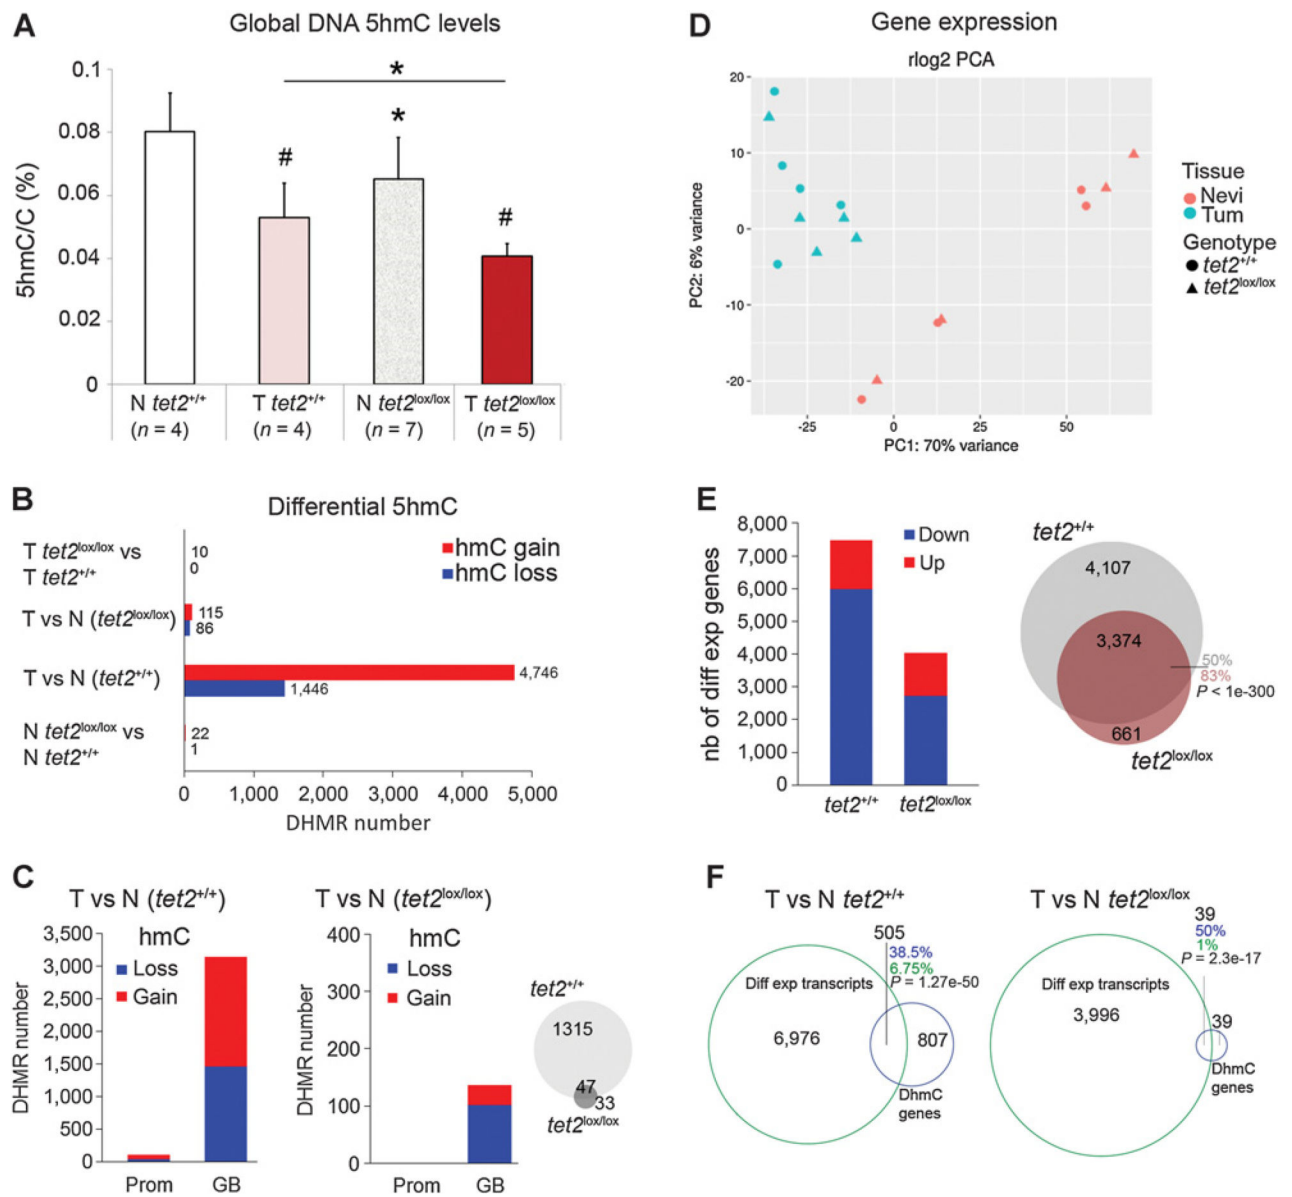 A
Global DNA 5hmC levels
5hmC/C (%)
0.1
0.08
0.06
0.04
0.02
0
*
#
*
#
N tet2+/+
(n = 4)
T tet2+/+
(n = 4)
N tet2lox/lox
(n = 7)
T tet2lox/lox
(n = 5)
B
Differential 5hmC
hmC gain
hmC loss
T tet2lox/lox vs
T tet2+/+
10
0
T vs N (tet2lox/lox)
115
86
T vs N (tet2+/+)
4,746
1,446
N tet2lox/lox vs
N tet2+/+
22
1
0 1,000 2,000 3,000 4,000 5,000
DHMR number
C
T vs N (tet2+/+)
hmC
Loss
Gain
DHMR number
3,500
3,000
2,500
2,000
1,500
1,000
500
0
Prom GB
T vs N (tet2lox/lox)
hmC
Loss
Gain
DHMR number
400
300
200
100
0
Prom GB
tet2+/+
1315
47
33
tet2lox/lox
D
Gene expression
rlog2 PCA
PC2: 6% variance
20
10
0
-10
-20
-25 0 25 50
PC1: 70% variance
Tissue
Nevi
Tum
Genotype
tet2+/+
tet2lox/lox
E
nb of diff exp genes
8,000
7,000
6,000
5,000
4,000
3,000
2,000
1,000
0
Down
Up
tet2+/+ tet2lox/lox
tet2+/+
4,107
3,374
50%
83%
P < 1e-300
661
tet2lox/lox
F
T vs N tet2+/+
505
38.5%
6.75%
P = 1.27e-50
Diff exp transcripts
6,976
807
DhmC
genes
T vs N tet2lox/lox
39
50%
1%
P = 2.3e-17
Diff exp transcripts
3,996
39
DhmC
genes